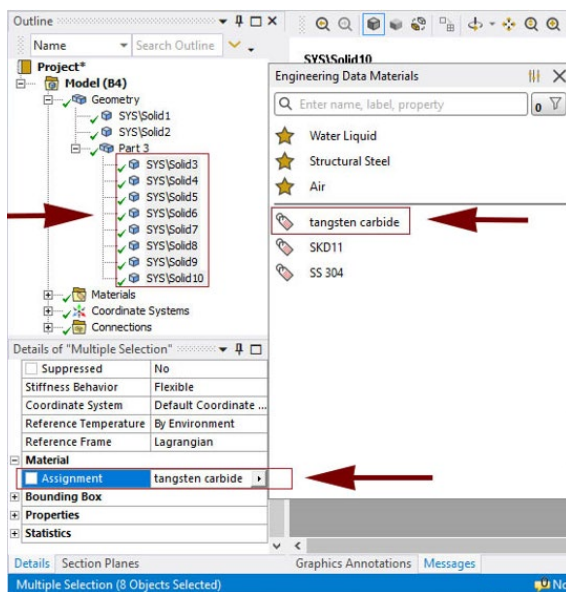 Outline
Name Search Outline
Project*
Model (B4)
Geometry
SYS\Solid1
SYS\Solid2
Part 3
SYS\Solid3
SYS\Solid4
SYS\Solid5
SYS\Solid6
SYS\Solid7
SYS\Solid8
SYS\Solid9
SYS\Solid10
Materials
Coordinate Systems
Connections
Details of "Multiple Selection"
Suppressed No
Stiffness Behavior Flexible
Coordinate System Default Coordinate ...
Reference Temperature By Environment
Reference Frame Lagrangian
Material
Assignment tangsten carbide
Bounding Box
Properties
Statistics
Details Section Planes
Multiple Selection (8 Objects Selected)
SYS\Solid10
Engineering Data Materials
Enter name, label, property 0
Water Liquid
Structural Steel
Air
tangsten carbide
SKD11
SS 304
Graphics Annotations Messages
No